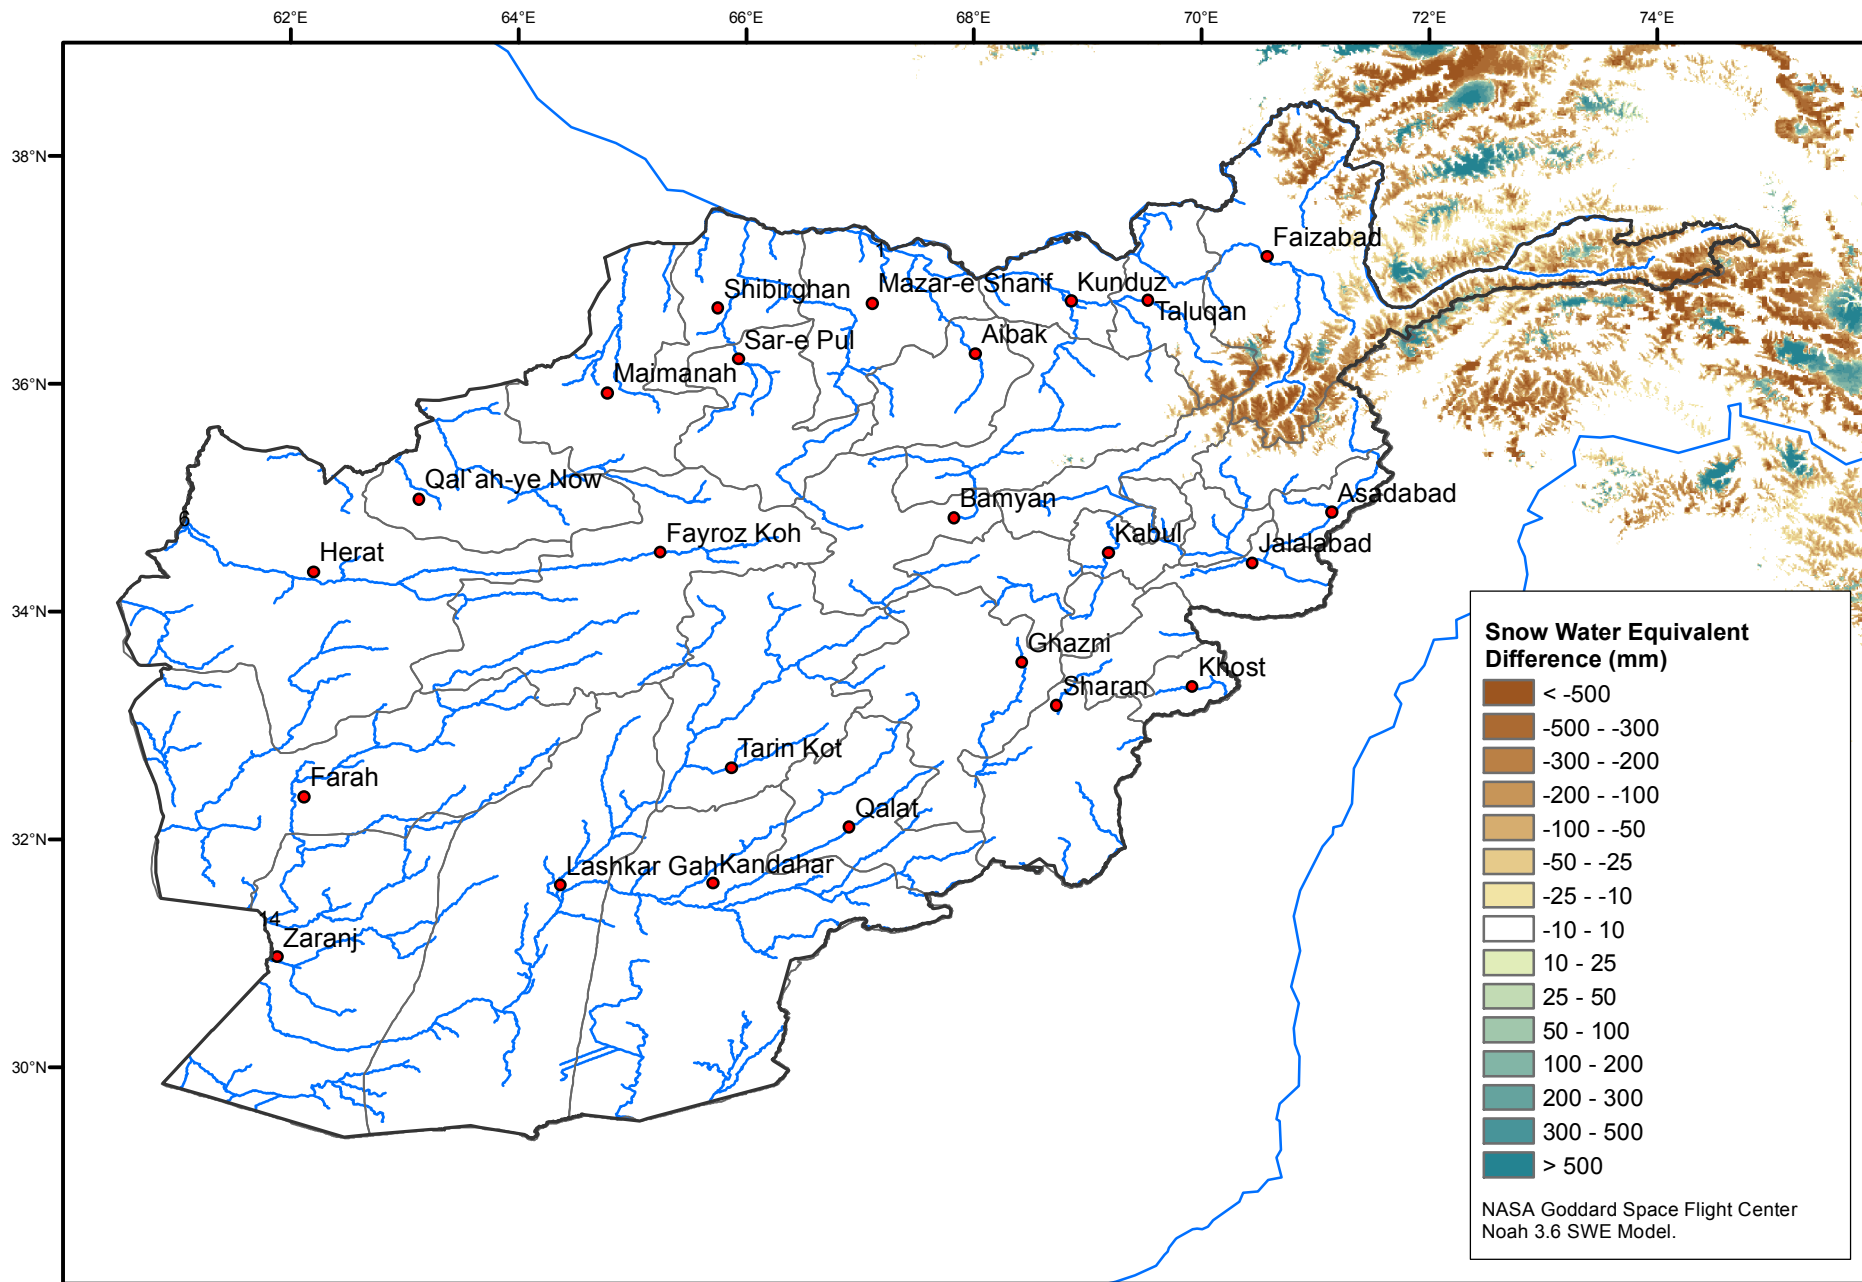 62°E
64°E
66°E
68°E
70°E
72°E
74°E
38°N
36°N
34°N
32°N
30°N
Faizabad
Shibirghan
Mazar-e Sharif
Kunduz
Taluqan
Sar-e Pul
Aibak
Maimanah
Qal ah-ye Now
Bamyan
Asadabad
6
Herat
Fayroz Koh
Kabul
Jalalabad
Ghazni
Khost
Sharan
Tarin Kot
Farah
Qalat
Lashkar Gah
Kandahar
14
Zaranj
Snow Water Equivalent
Difference (mm)
< -500
-500 - -300
-300 - -200
-200 - -100
-100 - -50
-50 - -25
-25 - -10
-10 - 10
10 - 25
25 - 50
50 - 100
100 - 200
200 - 300
300 - 500
> 500
NASA Goddard Space Flight Center
Noah 3.6 SWE Model.